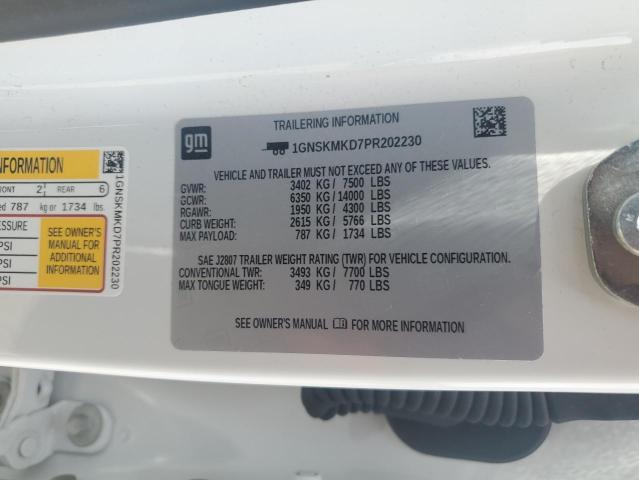 NFORMATION
RONT 2 REAR 6
ed 787 kg or 1734 lbs.
ESSURE
PSI
PSI
PSI
SEE OWNER'S
MANUAL FOR
ADDITIONAL
INFORMATION
1GNSKMKD7PR202230
gm
TRAILERING INFORMATION
1GNSKMKD7PR202230
VEHICLE AND TRAILER MUST NOT EXCEED ANY OF THESE VALUES.
GVWR: 3402 KG / 7500 LBS
GCWR: 6350 KG / 14000 LBS
RGAWR: 1950 KG / 4300 LBS
CURB WEIGHT: 2615 KG / 5766 LBS
MAX PAYLOAD: 787 KG / 1734 LBS
SAE J2807 TRAILER WEIGHT RATING (TWR) FOR VEHICLE CONFIGURATION.
CONVENTIONAL TWR: 3493 KG / 7700 LBS
MAX TONGUE WEIGHT: 349 KG / 770 LBS
SEE OWNER'S MANUAL FOR MORE INFORMATION